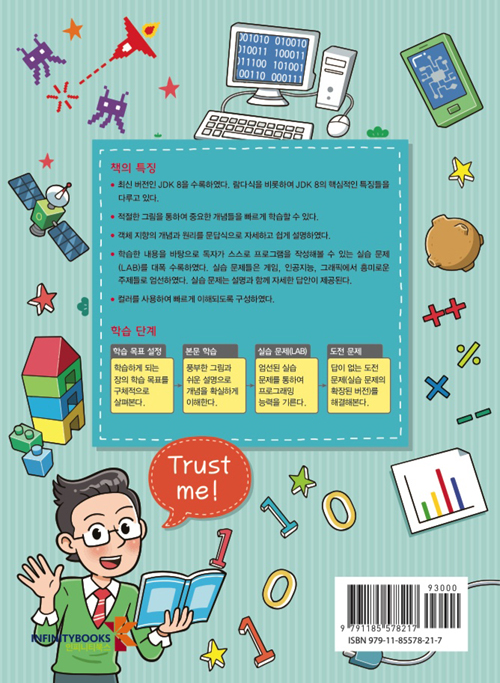 001010 010010
010011 100011
011100 101001
000110 000111
책의 특징
• 최신 버전인 JDK 8을 수록하였다. 람다식을 비롯하여 JDK 8의 핵심적인 특징들을
다루고 있다.
• 적절한 그림을 통하여 중요한 개념들을 빠르게 학습할 수 있다.
• 객체 지향의 개념과 원리를 문답식으로 자세하고 쉽게 설명하였다.
• 학습한 내용을 바탕으로 독자가 스스로 프로그램을 작성해볼 수 있는 실습 문제
(LAB)를 대폭 수록하였다. 실습 문제들은 게임, 인공지능, 그래픽에서 흥미로운
주제들로 엄선하였다. 실습 문제는 설명과 함께 자세한 답안이 제공된다.
• 컬러를 사용하여 빠르게 이해되도록 구성하였다.
학습 단계
학습 목표 설정
학습하게 되는
장의 학습 목표를
구체적으로
살펴본다.
본문 학습
풍부한 그림과
쉬운 설명으로
개념을 확실하게
이해한다.
실습 문제(LAB)
엄선된 실습
문제를 통하여
프로그래밍
능력을 기른다.
도전 문제
답이 없는 도전
문제(실습 문제의
확장된 버전)를
해결해본다.
Trust
me!
1
0
1
0
1
0
93000
9 791185 578217
ISBN 979-11-85578-21-7
INFINITYBOOKS
인피니티북스